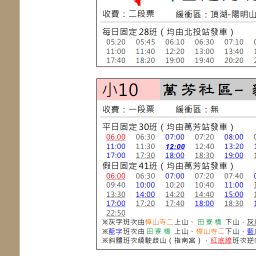 收費：二段票　　緩衝區：頂湖-陽明山
每日固定28班（均由北投站發車）
05:20 05:45 06:10 06:30 07:10
11:00 11:40 12:20 13:00 13:40
17:40 18:20 19:00 19:40 20:20
小10 萬芳社區-
收費：一段票　　緩衝區：無
平日固定30班（均由萬芳站發車）
06:00 06:30 07:00 07:20 08:00
11:00 11:30 12:00 12:40 13:20
17:00 17:30 18:00 18:30 19:00
假日固定41班（均由萬芳站發車）
06:00 06:30 07:00 07:20 07:40
09:40 10:00 10:20 10:40 11:00
13:30 14:00 14:20 14:40 15:00
17:00 17:20 17:40 18:00 18:30
22:50
※灰字班次由樟山寺二上山、田寮橋下山、灰
※藍字班次由田寮橋上山、樟山寺二下山、藍
※斜體班次繞駛岐山（指南宮），紅底線班次逆